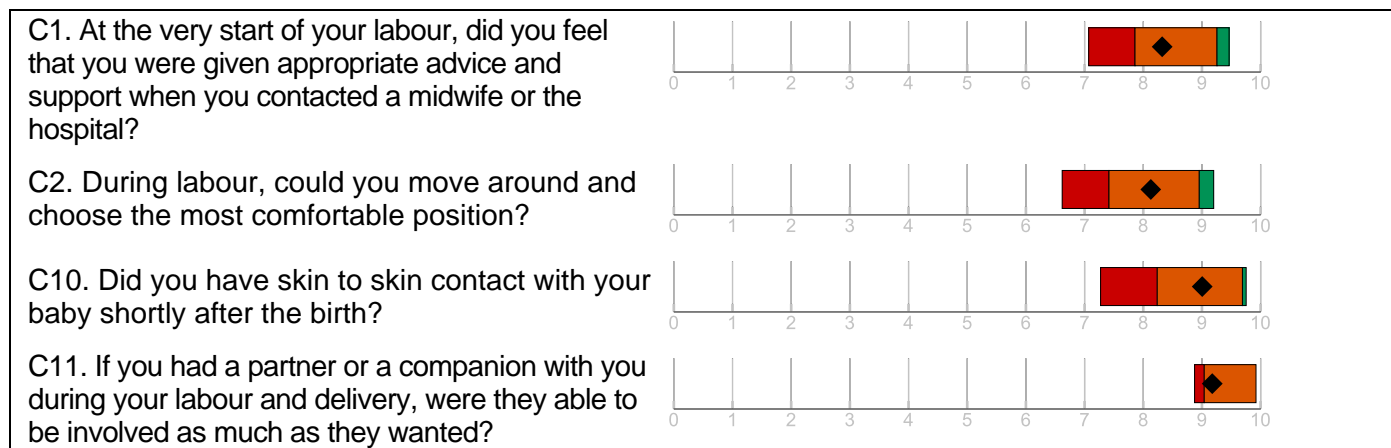 C1. At the very start of your labour, did you feel
that you were given appropriate advice and
support when you contacted a midwife or the
hospital?
0 1 2 3 4 5 6 7 8 9 10
C2. During labour, could you move around and
choose the most comfortable position?
0 1 2 3 4 5 6 7 8 9 10
C10. Did you have skin to skin contact with your
baby shortly after the birth?
0 1 2 3 4 5 6 7 8 9 10
C11. If you had a partner or a companion with you
during your labour and delivery, were they able to
be involved as much as they wanted?
0 1 2 3 4 5 6 7 8 9 10